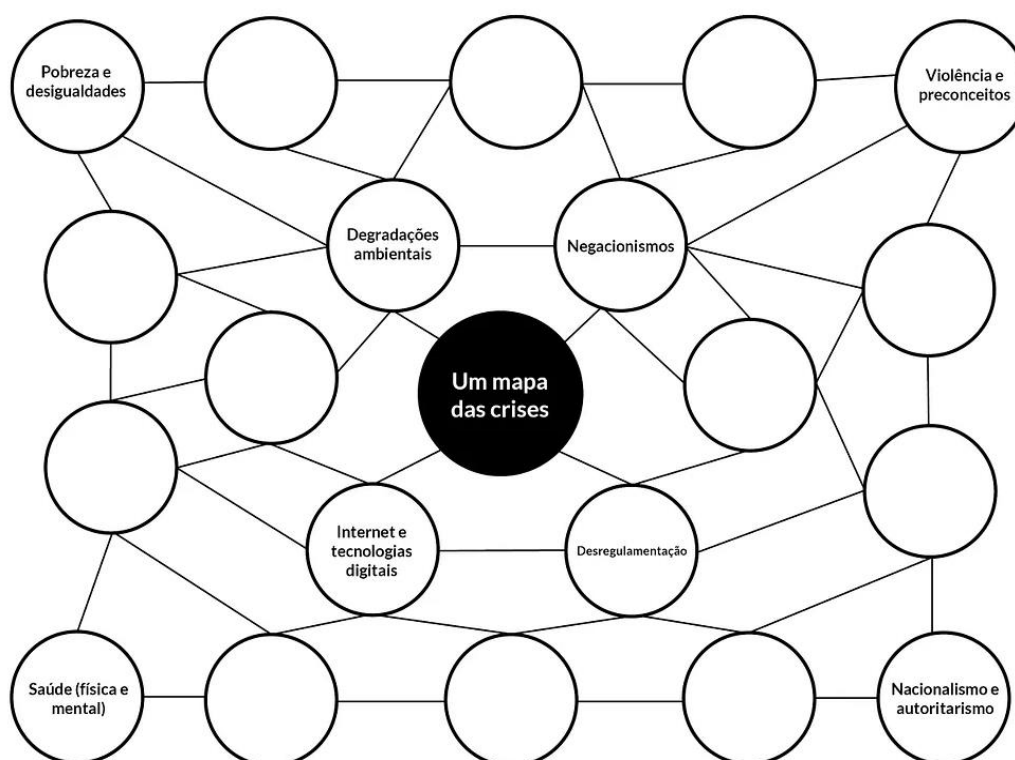 Pobreza e
desigualdades
Violência e
preconceitos
Degradações
ambientais
Negacionismos
Um mapa
das crises
Internet e
tecnologias
digitais
Desregulamentação
Saúde (física e
mental)
Nacionalismo e
autoritarismo